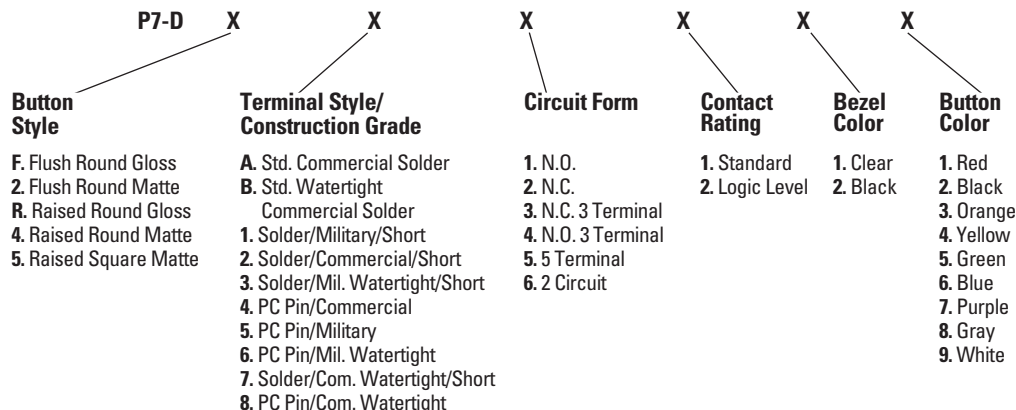 P7-D X X X X X X
Button
Style
F. Flush Round Gloss
2. Flush Round Matte
R. Raised Round Gloss
4. Raised Round Matte
5. Raised Square Matte
Terminal Style/
Construction Grade
A. Std. Commercial Solder
B. Std. Watertight
Commercial Solder
1. Solder/Military/Short
2. Solder/Commercial/Short
3. Solder/Mil. Watertight/Short
4. PC Pin/Commercial
5. PC Pin/Military
6. PC Pin/Mil. Watertight
7. Solder/Com. Watertight/Short
8. PC Pin/Com. Watertight
Circuit Form
1. N.O.
2. N.C.
3. N.C. 3 Terminal
4. N.O. 3 Terminal
5. 5 Terminal
6. 2 Circuit
Contact
Rating
1. Standard
2. Logic Level
Bezel
Color
1. Clear
2. Black
Button
Color
1. Red
2. Black
3. Orange
4. Yellow
5. Green
6. Blue
7. Purple
8. Gray
9. White